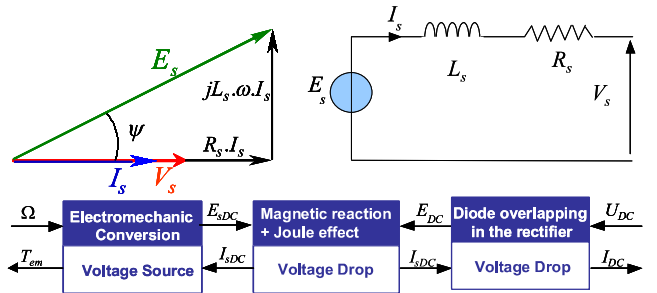 E_s
jL_s.ω.I_s
ψ
R_s.I_s
I_s
V_s
I_s
L_s
R_s
E_s
V_s
Ω
T_em
Electromechanic
Conversion
Voltage Source
E_sDC
I_sDC
Magnetic reaction
+ Joule effect
Voltage Drop
E_DC
I_sDC
Diode overlapping
in the rectifier
Voltage Drop
U_DC
I_DC